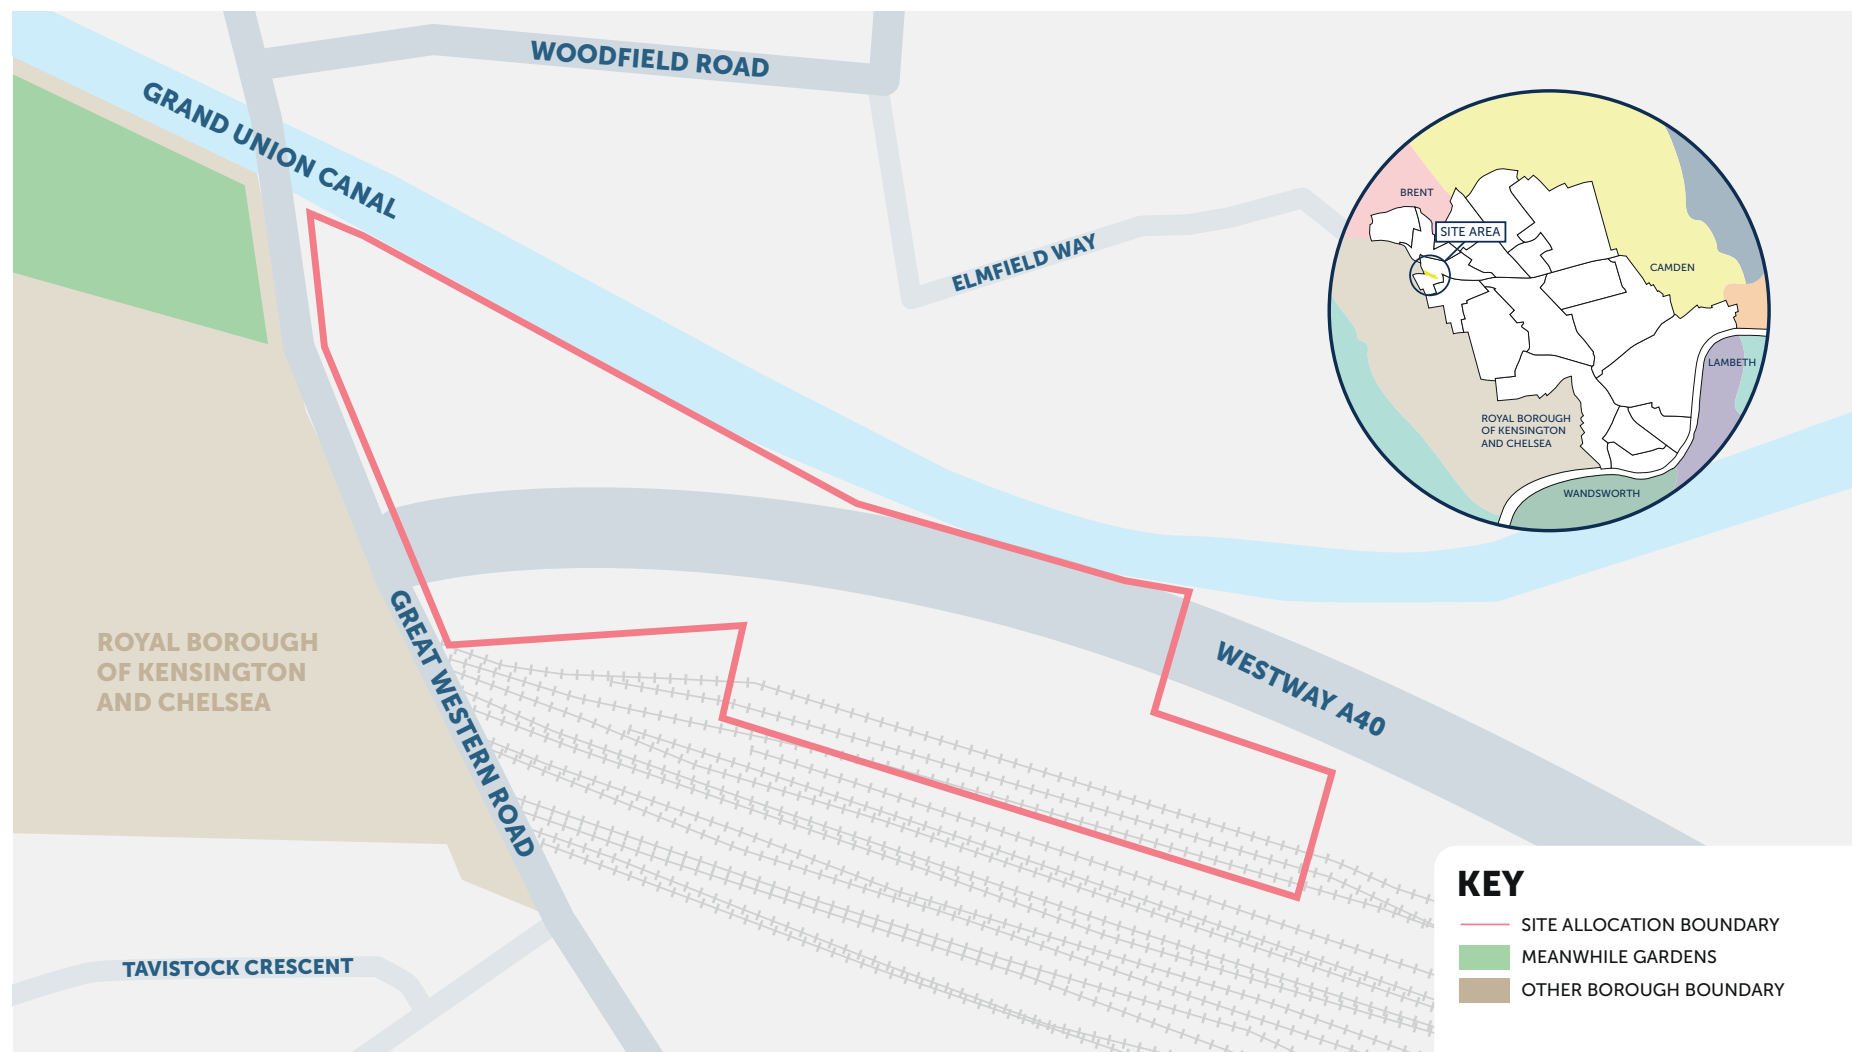 WOODFIELD ROAD
GRAND UNION CANAL
ELMFIELD WAY
BRENT
SITE AREA
CAMDEN
LAMBETH
ROYAL BOROUGH
OF KENSINGTON
AND CHELSEA
WANDSWORTH
ROYAL BOROUGH
OF KENSINGTON
AND CHELSEA
GREAT WESTERN ROAD
WESTWAY A40
TAVISTOCK CRESCENT
KEY
SITE ALLOCATION BOUNDARY
MEANWHILE GARDENS
OTHER BOROUGH BOUNDARY